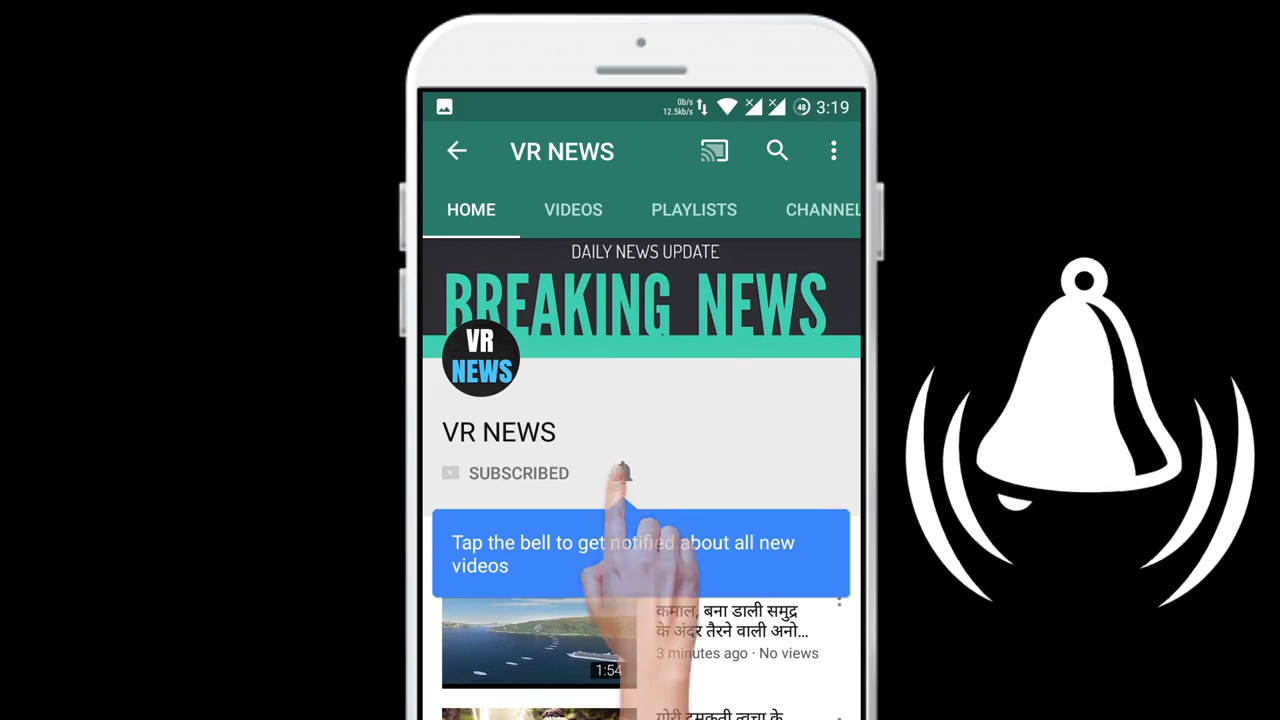 0b/s
12.5kb/s
48
3:19
VR NEWS
HOME
VIDEOS
PLAYLISTS
CHANNEL
DAILY NEWS UPDATE
BREAKING NEWS
VR
NEWS
VR NEWS
SUBSCRIBED
Tap the bell to get notified about all new
videos
कमाल, बना डाली समुद्र
के अंदर तैरने वाली अनो...
3 minutes ago · No views
1:54
गोरी दमकती त्वचा के